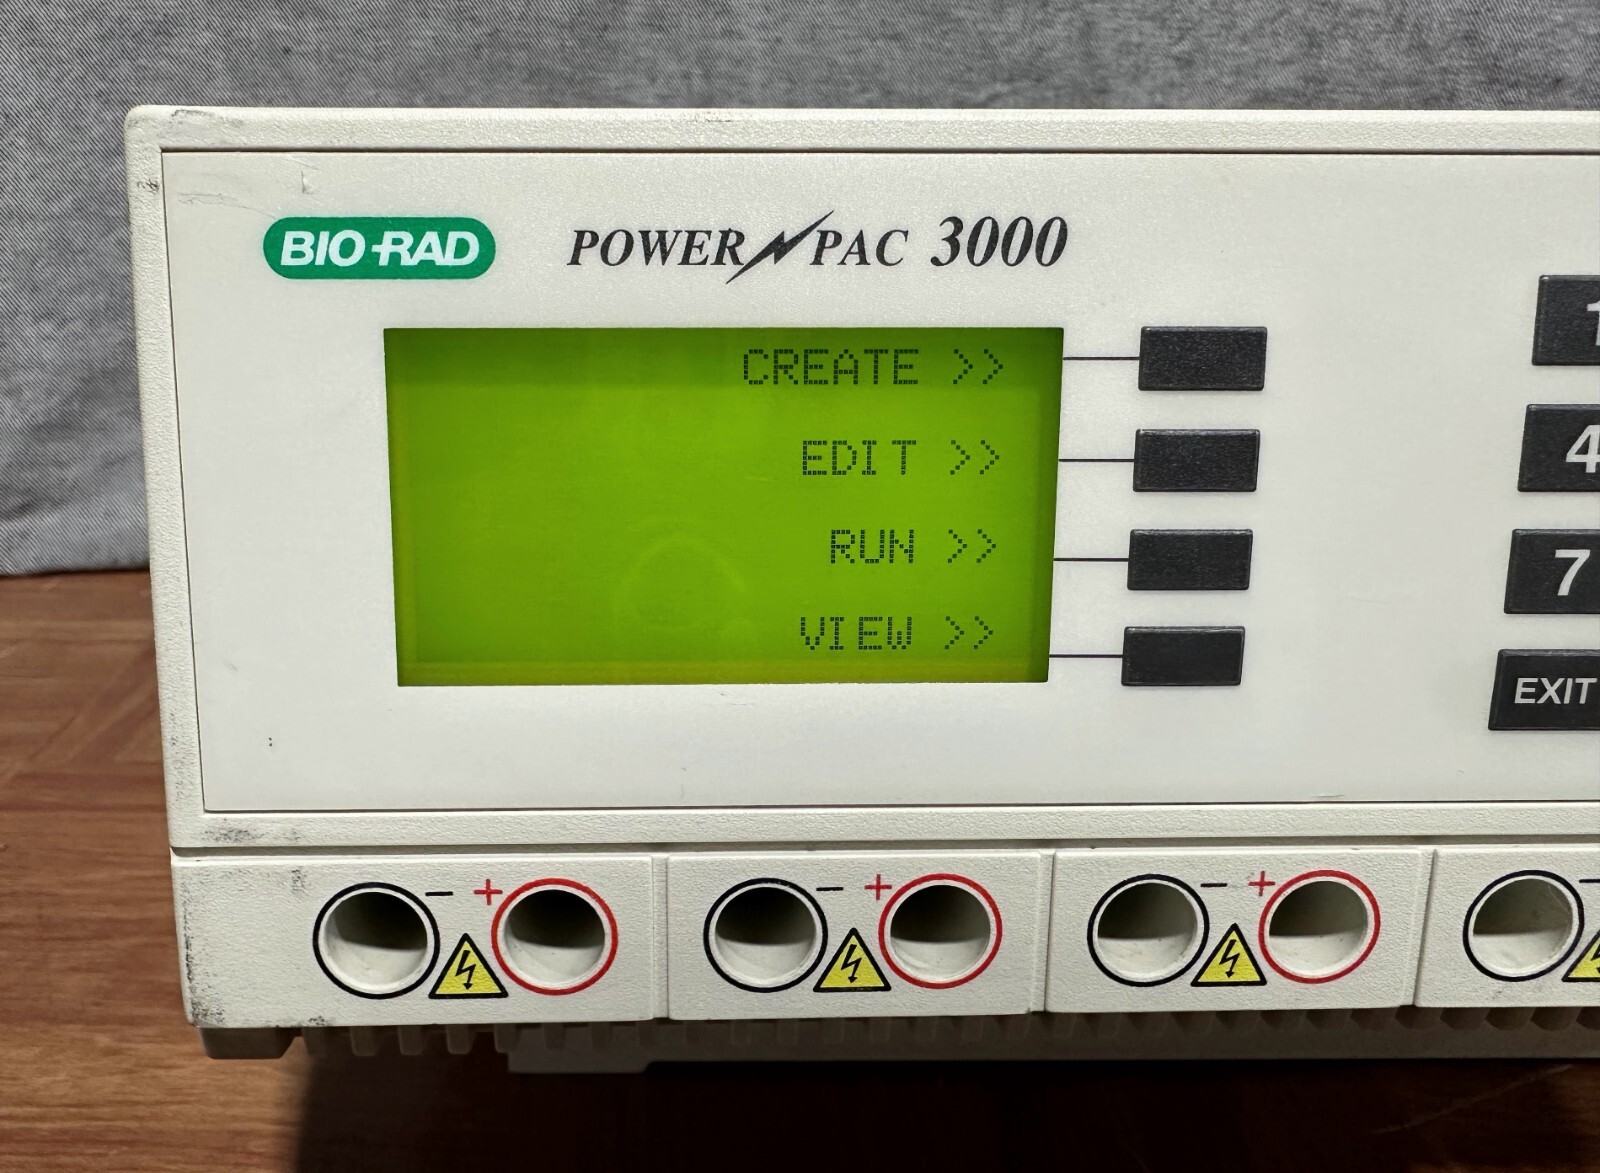 BIO-RAD
POWER PAC 3000
CREATE >>
EDIT >>
RUN >>
VIEW >>
1
4
7
EXIT
- +
- +
- +
-